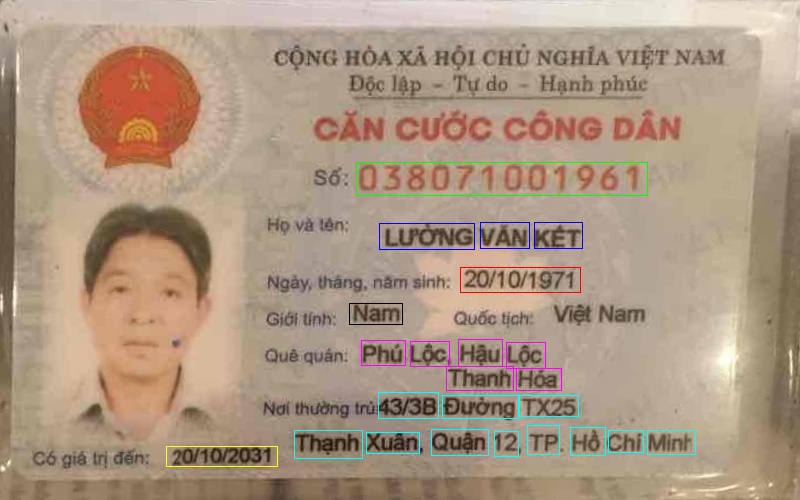 CỘNG HÒA XÃ HỘI CHỦ NGHĨA VIỆT NAM
Độc lập - Tự do - Hạnh phúc
CĂN CƯỚC CÔNG DÂN
Số: 038071001961
Họ và tên: LƯỜNG VĂN KẾT
Ngày, tháng, năm sinh: 20/10/1971
Giới tính: Nam Quốc tịch: Việt Nam
Quê quán: Phú Lộc, Hậu Lộc
Thanh Hóa
Nơi thường trú: 43/3B Đường TX25
Thạnh Xuân, Quận 12, TP. Hồ Chí Minh
Có giá trị đến: 20/10/2031